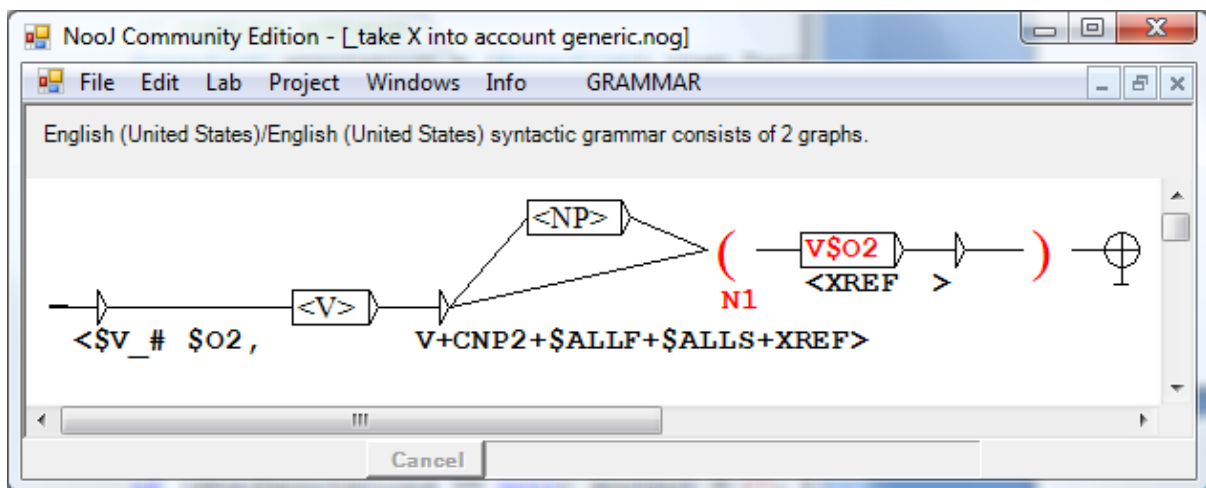 NooJ Community Edition - [_take X into account generic.nog]
File Edit Lab Project Windows Info GRAMMAR
English (United States)/English (United States) syntactic grammar consists of 2 graphs.
<NP>
( V$O2 )
N1 <XREF >
<V>
<$V_# $O2, V+CNP2+$ALLF+$ALLS+XREF>
Cancel